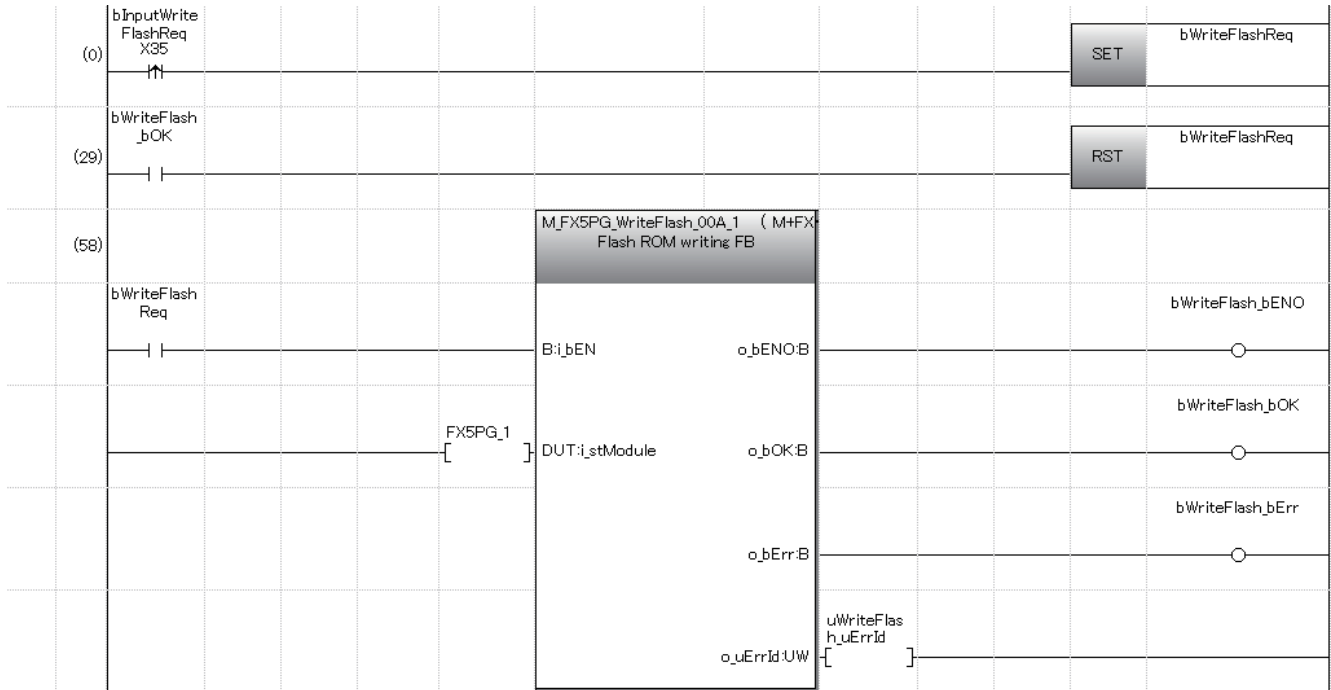 bInputWrite
FlashReq
X35
(0)
SET
bWriteFlashReq
bWriteFlash
_bOK
(29)
RST
bWriteFlashReq
M_FX5PG_WriteFlash_00A_1 ( M+FX
Flash ROM writing FB
(58)
bWriteFlash
Req
bWriteFlash_bENO
B:i_bEN
o_bENO:B
bWriteFlash_bOK
FX5PG_1
DUT:i_stModule
o_bOK:B
bWriteFlash_bErr
o_bErr:B
uWriteFlas
h_uErrId
o_uErrId:UW